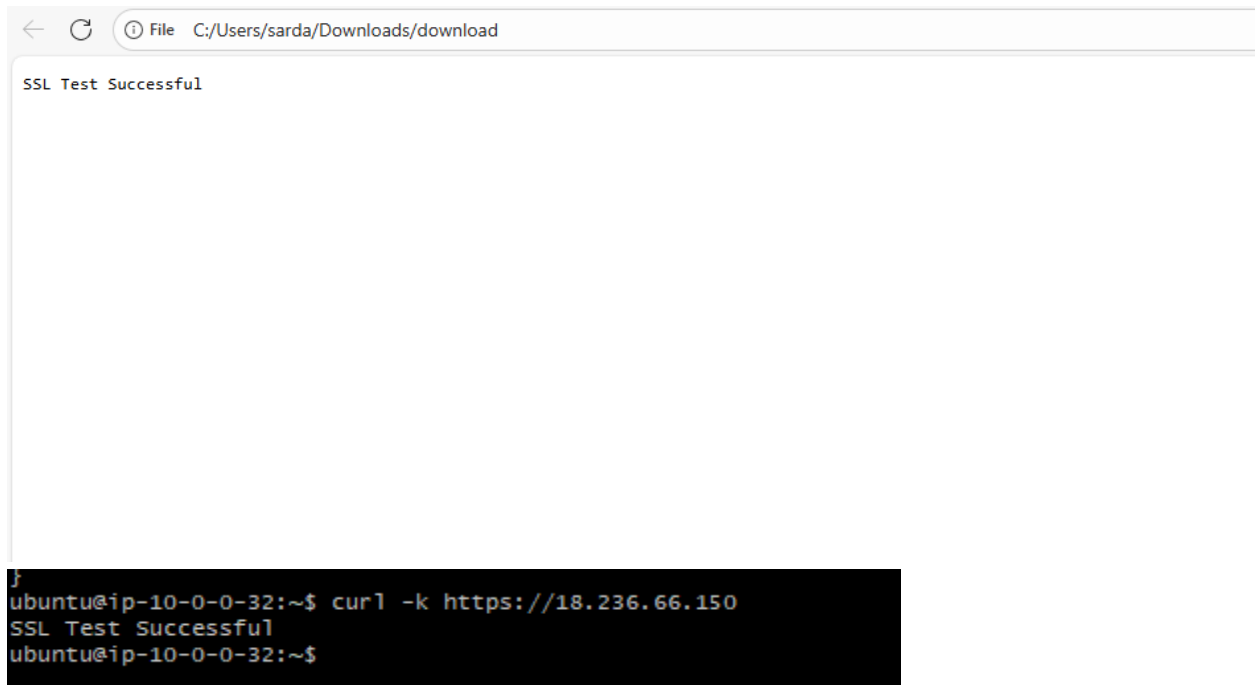 File C:/Users/sarda/Downloads/download
SSL Test Successful
}
ubuntu@ip-10-0-0-32:~$ curl -k https://18.236.66.150
SSL Test Successful
ubuntu@ip-10-0-0-32:~$